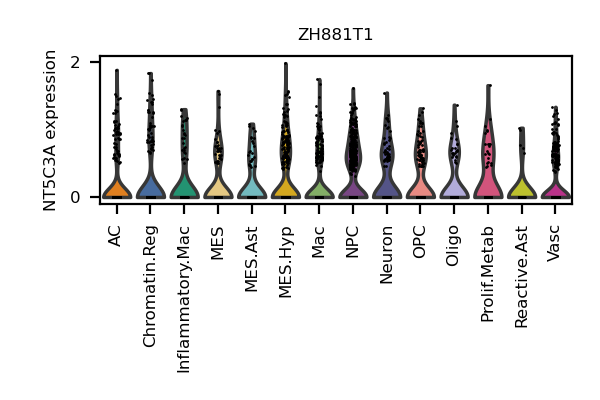 ZH881T1
NT5C3A expression
2
0
AC
Chromatin.Reg
Inflammatory.Mac
MES
MES.Ast
MES.Hyp
Mac
NPC
Neuron
OPC
Oligo
Prolif.Metab
Reactive.Ast
Vasc